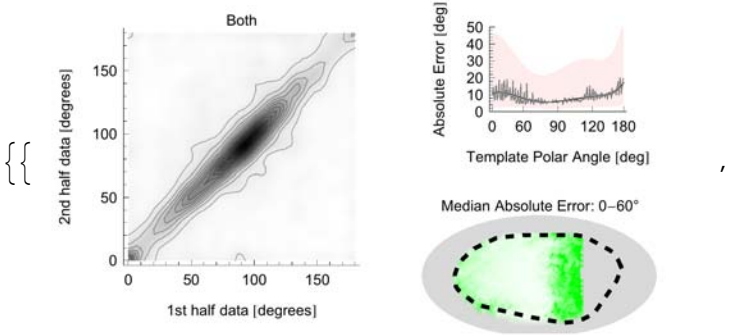 Both
2nd half data [degrees]
150
100
50
0
0 50 100 150
1st half data [degrees]
{{
Absolute Error [deg]
50
40
30
20
10
0
0 60 90 120 180
Template Polar Angle [deg]
,
Median Absolute Error: 0–60°